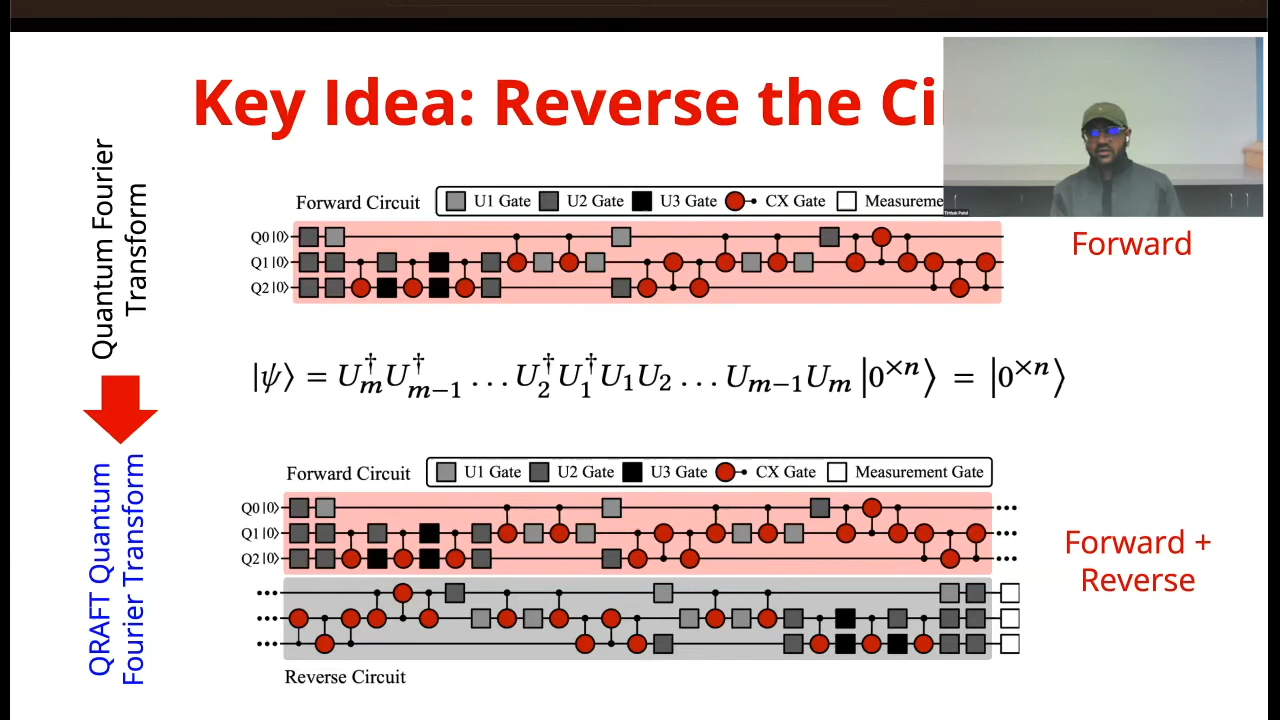 Key Idea: Reverse the Ci
Tirthak Patel
Quantum Fourier
Transform
Forward Circuit
U1 Gate U2 Gate U3 Gate CX Gate Measureme
Forward
Q0|0⟩
Q1|0⟩
Q2|0⟩
|ψ⟩ = U†m U†m−1 … U†2 U†1 U1 U2 … Um−1 Um |0×n⟩ = |0×n⟩
QRAFT Quantum
Fourier Transform
Forward Circuit
U1 Gate U2 Gate U3 Gate CX Gate Measurement Gate
Q0|0⟩ •••
Q1|0⟩ •••
Q2|0⟩ •••
Forward +
Reverse
•••
•••
•••
Reverse Circuit